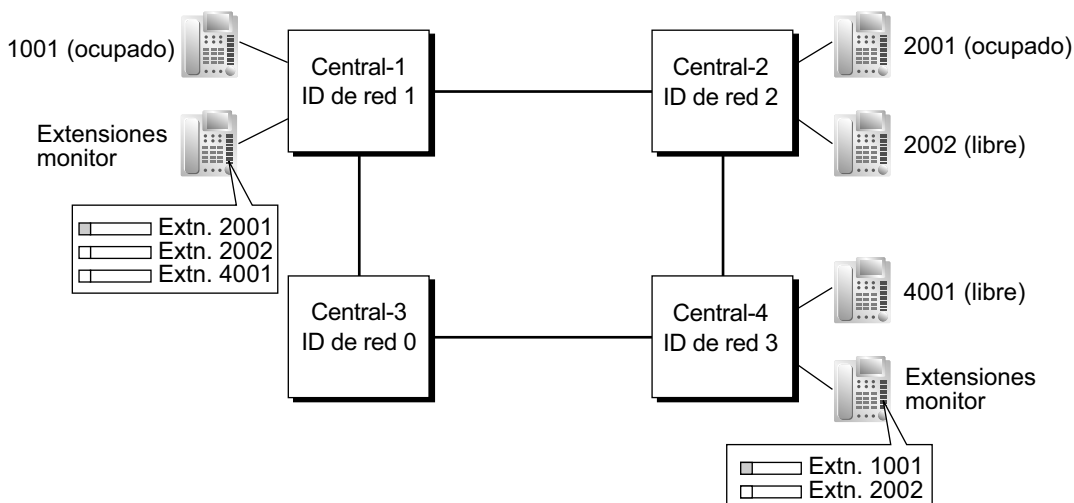 1001 (ocupado)
Central-1
ID de red 1
Central-2
ID de red 2
2001 (ocupado)
Extensiones
monitor
2002 (libre)
Extn. 2001
Extn. 2002
Extn. 4001
Central-3
ID de red 0
Central-4
ID de red 3
4001 (libre)
Extensiones
monitor
Extn. 1001
Extn. 2002